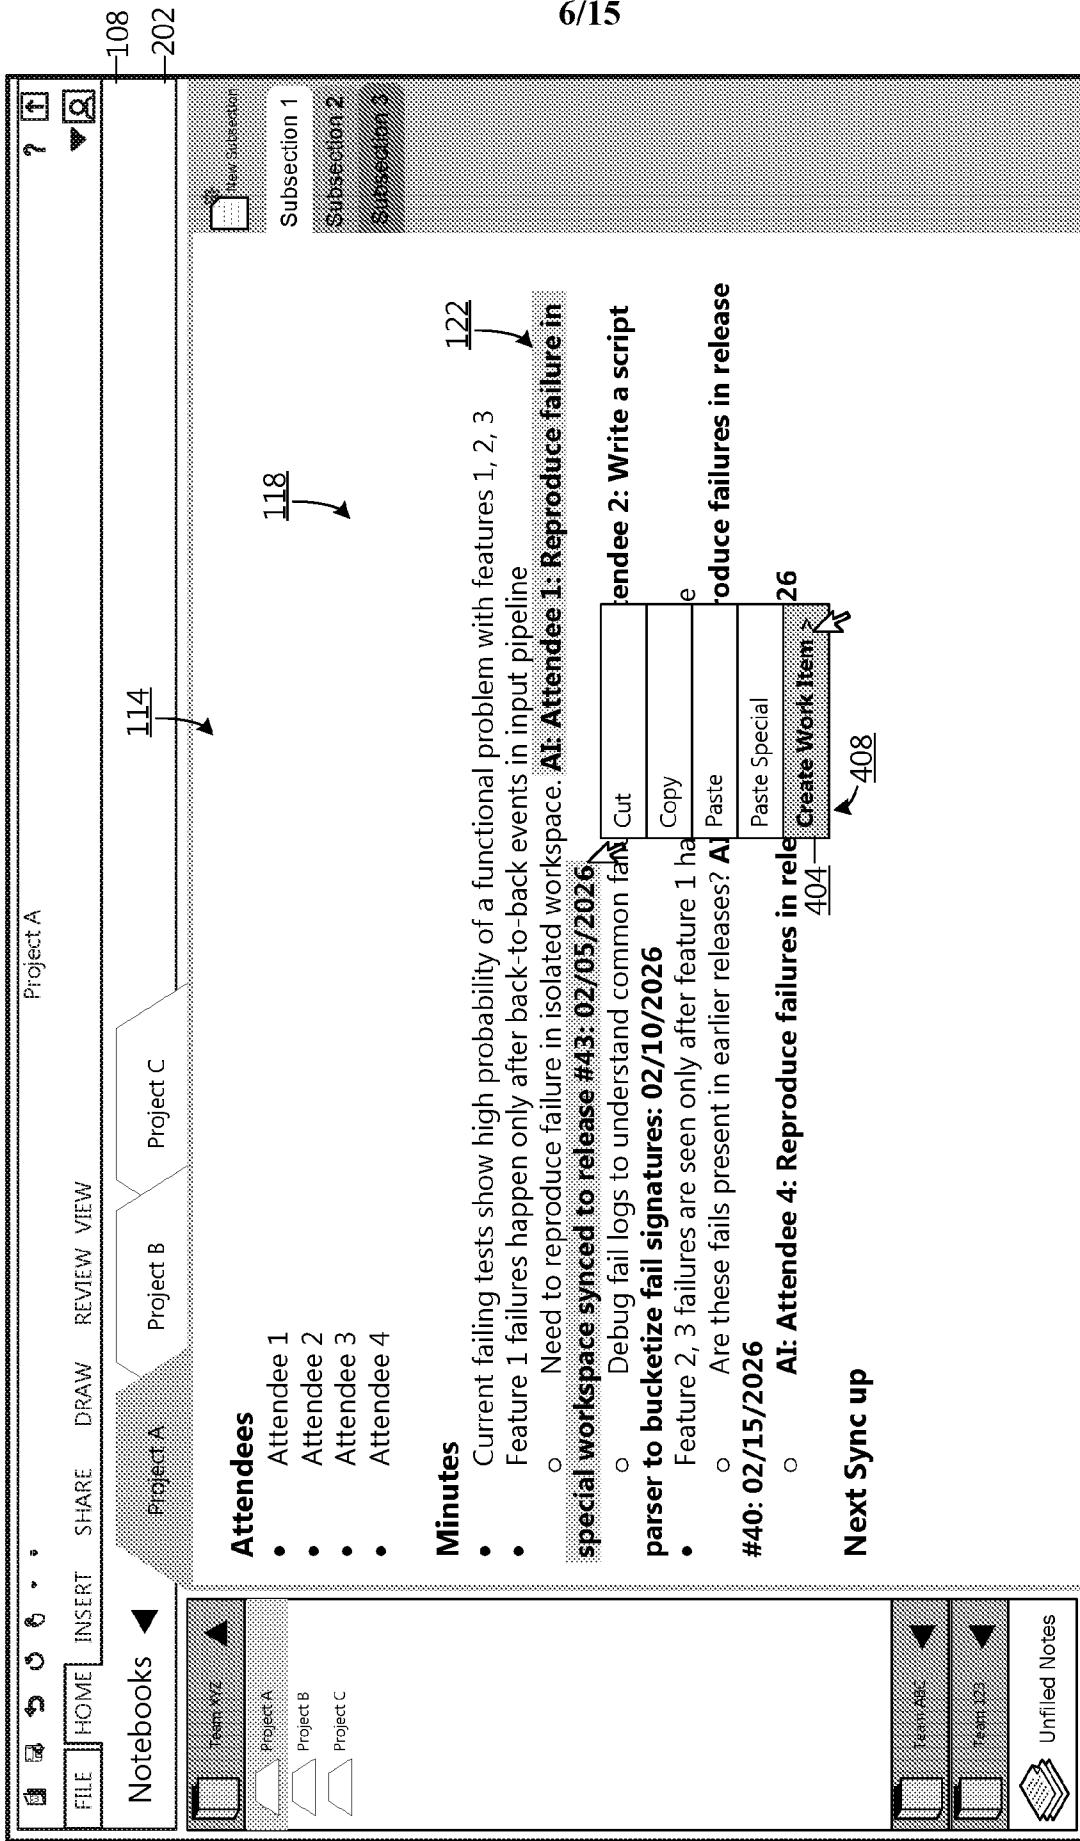 6/15
108
202
Project A
?
FILE HOME INSERT SHARE DRAW REVIEW VIEW
Notebooks
Project A
Project B
Project C
114
Team XYZ
Project A
Project B
Project C
Team ABC
Team 123
Unfiled Notes
New Subsection
Subsection 1
Subsection 2
Subsection 3
118
122
Attendees
• Attendee 1
• Attendee 2
• Attendee 3
• Attendee 4
Minutes
• Current failing tests show high probability of a functional problem with features 1, 2, 3
• Feature 1 failures happen only after back-to-back events in input pipeline
○ Need to reproduce failure in isolated workspace. AI: Attendee 1: Reproduce failure in
special workspace synced to release #43: 02/05/2026
○ Debug fail logs to understand common tendee 2: Write a script
parser to bucketize fail signatures: 02/10/2026
• Feature 2, 3 failures are seen only after feature 1 ha e
○ Are these fails present in earlier releases? A roduce failures in release
#40: 02/15/2026
○ AI: Attendee 4: Reproduce failures in rele 26
Next Sync up
Cut
Copy
Paste
Paste Special
Create Work Item >
404
408